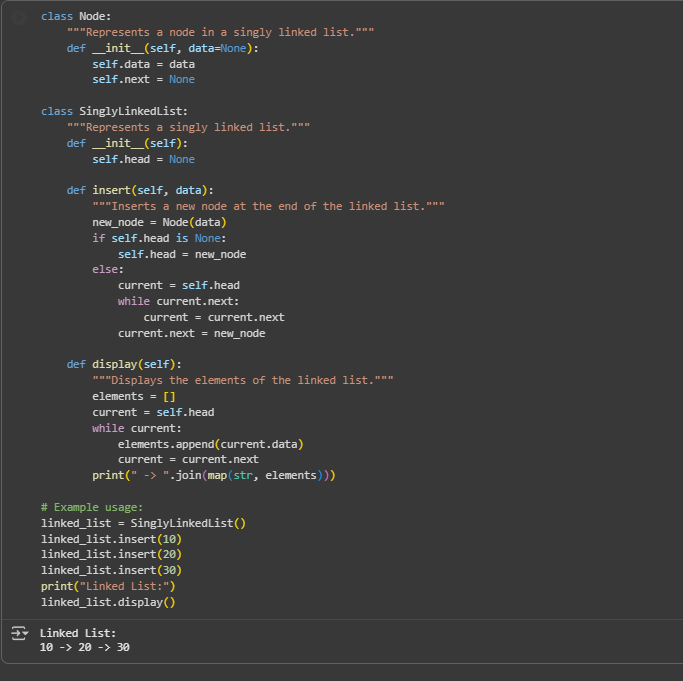 class Node:
    """Represents a node in a singly linked list."""
    def __init__(self, data=None):
        self.data = data
        self.next = None

class SinglyLinkedList:
    """Represents a singly linked list."""
    def __init__(self):
        self.head = None

    def insert(self, data):
        """Inserts a new node at the end of the linked list."""
        new_node = Node(data)
        if self.head is None:
            self.head = new_node
        else:
            current = self.head
            while current.next:
                current = current.next
            current.next = new_node

    def display(self):
        """Displays the elements of the linked list."""
        elements = []
        current = self.head
        while current:
            elements.append(current.data)
            current = current.next
        print(" -> ".join(map(str, elements)))

# Example usage:
linked_list = SinglyLinkedList()
linked_list.insert(10)
linked_list.insert(20)
linked_list.insert(30)
print("Linked List:")
linked_list.display()
Linked List:
10 -> 20 -> 30